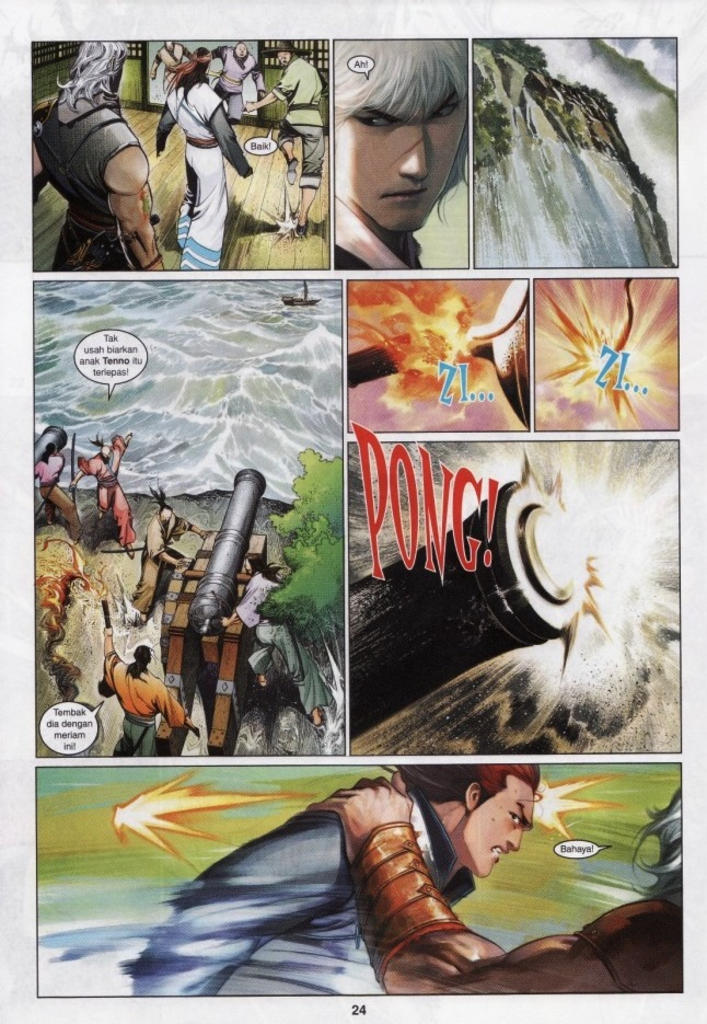 Baik!
Ah!
Tak
usah biarkan
anak Tenno itu
terlepas!
Tembak
dia dengan
meriam
ini!
ZI...
ZI...
PONG!
Bahaya!
24